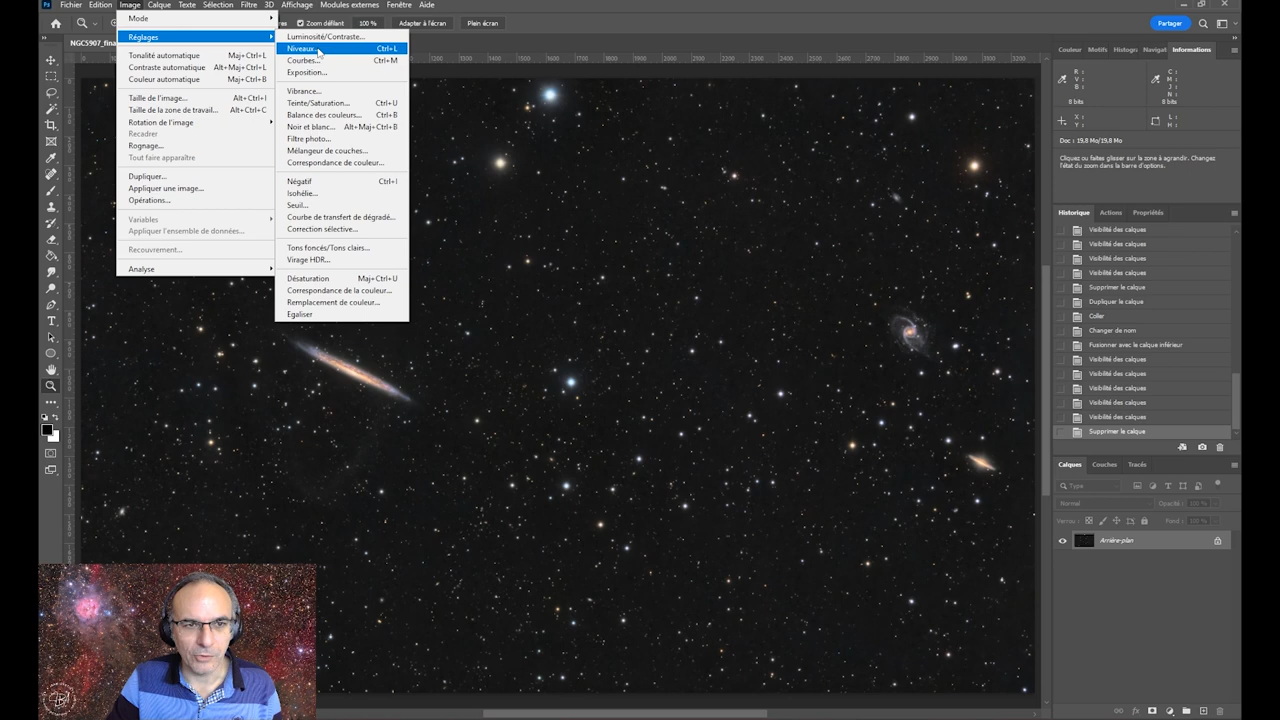 Ps Fichier Edition Image Calque Texte Sélection Filtre 3D Affichage Modules externes Fenêtre Aide
Zoom défilant 100 % Adapter à l'écran Plein écran Partager
NGC5907_fina
Mode
Réglages
Tonalité automatique Maj+Ctrl+L
Contraste automatique Alt+Maj+Ctrl+L
Couleur automatique Maj+Ctrl+B
Taille de l'image... Alt+Ctrl+I
Taille de la zone de travail... Alt+Ctrl+C
Rotation de l'image
Recadrer
Rognage...
Tout faire apparaître
Dupliquer...
Appliquer une image...
Opérations...
Variables
Appliquer l'ensemble de données...
Recouvrement...
Analyse
Luminosité/Contraste...
Niveaux... Ctrl+L
Courbes... Ctrl+M
Exposition...
Vibrance...
Teinte/Saturation... Ctrl+U
Balance des couleurs... Ctrl+B
Noir et blanc... Alt+Maj+Ctrl+B
Filtre photo...
Mélangeur de couches...
Correspondance de couleur...
Négatif Ctrl+I
Isohélie...
Seuil...
Courbe de transfert de dégradé...
Correction sélective...
Tons foncés/Tons clairs...
Virage HDR...
Désaturation Maj+Ctrl+U
Correspondance de la couleur...
Remplacement de couleur...
Egaliser
Couleur Motifs Histogr Navigat Informations
R : C :
V : M :
B : J :
N :
8 bits 8 bits
X : L :
Y : H :
Doc : 19,8 Mo/19,8 Mo
Cliquez ou faites glisser sur la zone à agrandir. Changez
l'état du zoom dans la barre d'options.
Historique Actions Propriétés
Visibilité des calques
Visibilité des calques
Visibilité des calques
Visibilité des calques
Supprimer le calque
Dupliquer le calque
Coller
Changer de nom
Fusionner avec le calque inférieur
Visibilité des calques
Visibilité des calques
Visibilité des calques
Visibilité des calques
Visibilité des calques
Supprimer le calque
Calques Couches Tracés
Type
Normal Opacité : 100 %
Verrou : Fond : 100 %
Arrière-plan